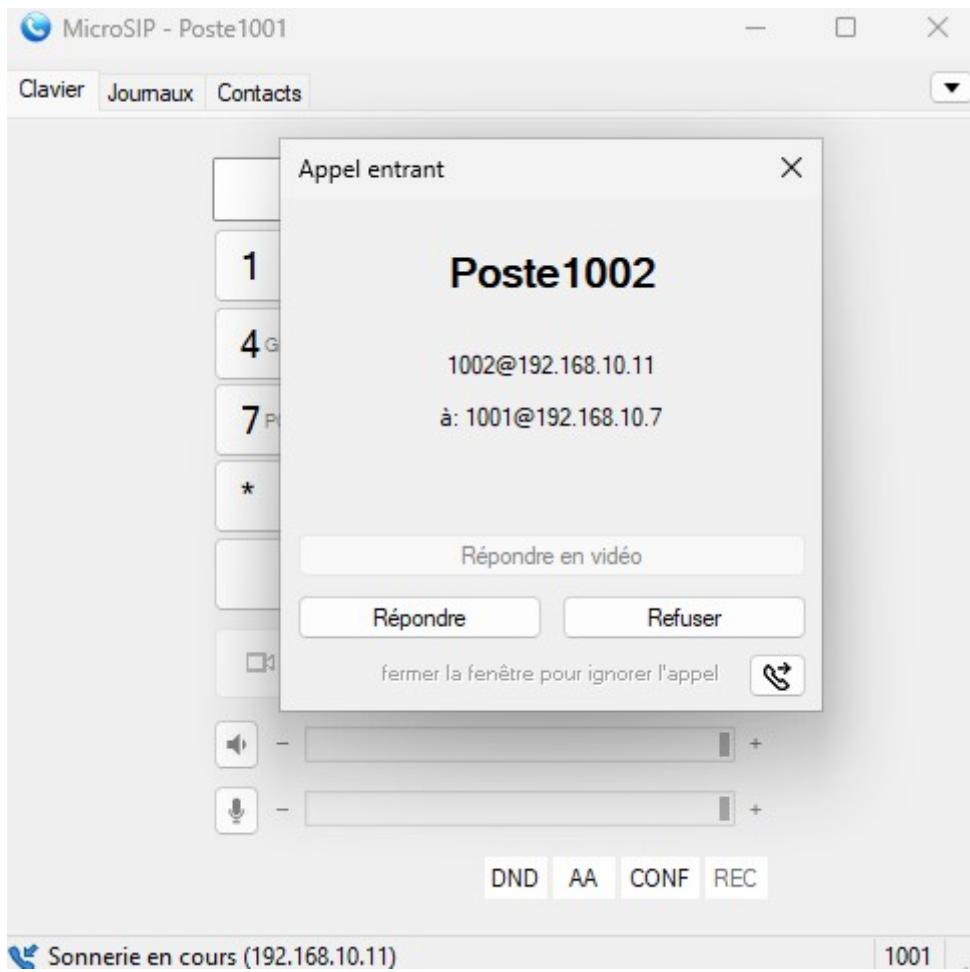 MicroSIP - Poste1001
Clavier Journaux Contacts
Appel entrant
Poste1002
1002@192.168.10.11
à: 1001@192.168.10.7
1
4 G
7
*
Répondre en vidéo
Répondre Refuser
fermer la fenêtre pour ignorer l'appel
- +
- +
DND AA CONF REC
Sonnerie en cours (192.168.10.11) 1001